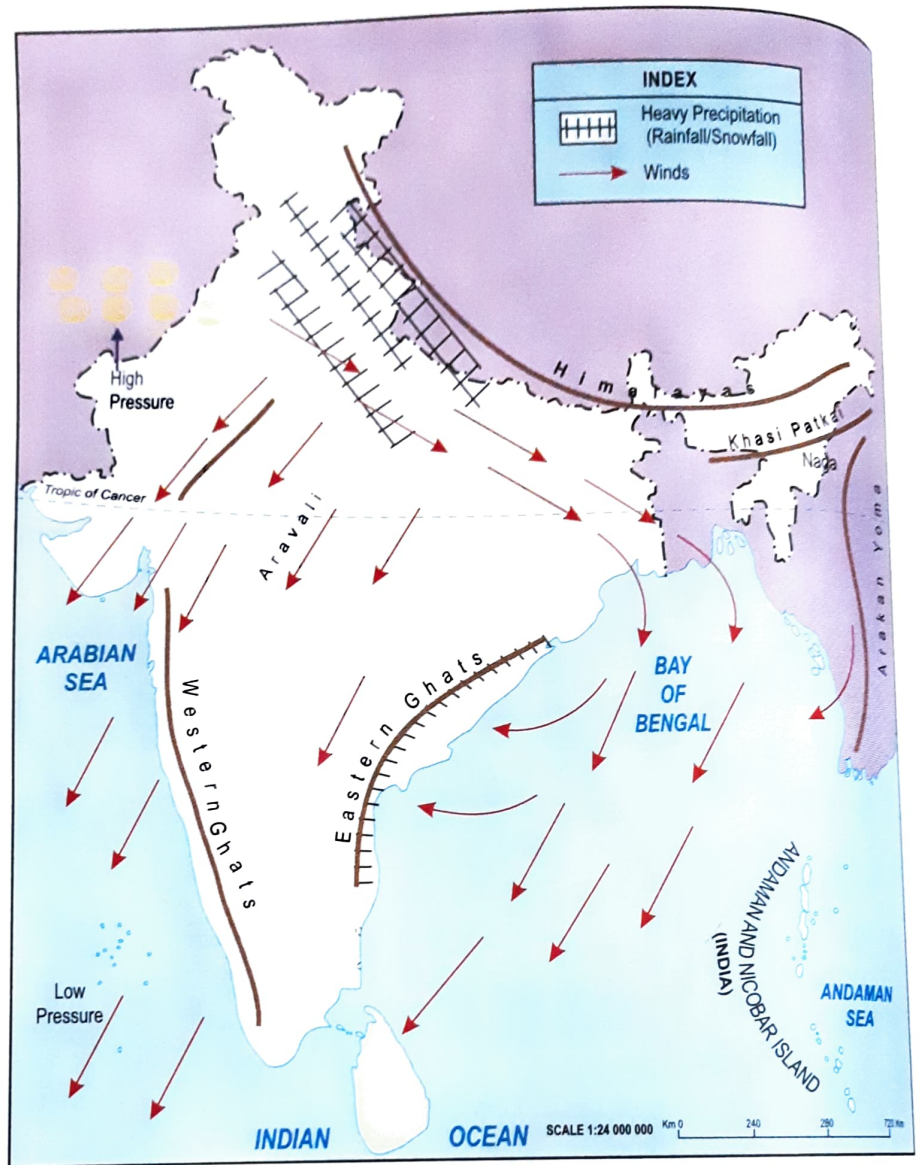 INDEX
Heavy Precipitation
(Rainfall/Snowfall)
Winds
High
Pressure
Himalayas
Khasi Patkai
Naga
Tropic of Cancer
Aravali
Arakan Yoma
ARABIAN
SEA
Western Ghats
Eastern Ghats
BAY
OF
BENGAL
ANDAMAN AND NICOBAR ISLAND
(INDIA)
Low
Pressure
ANDAMAN
SEA
INDIAN OCEAN
SCALE 1:24 000 000
Km 0 240 280 720 Km